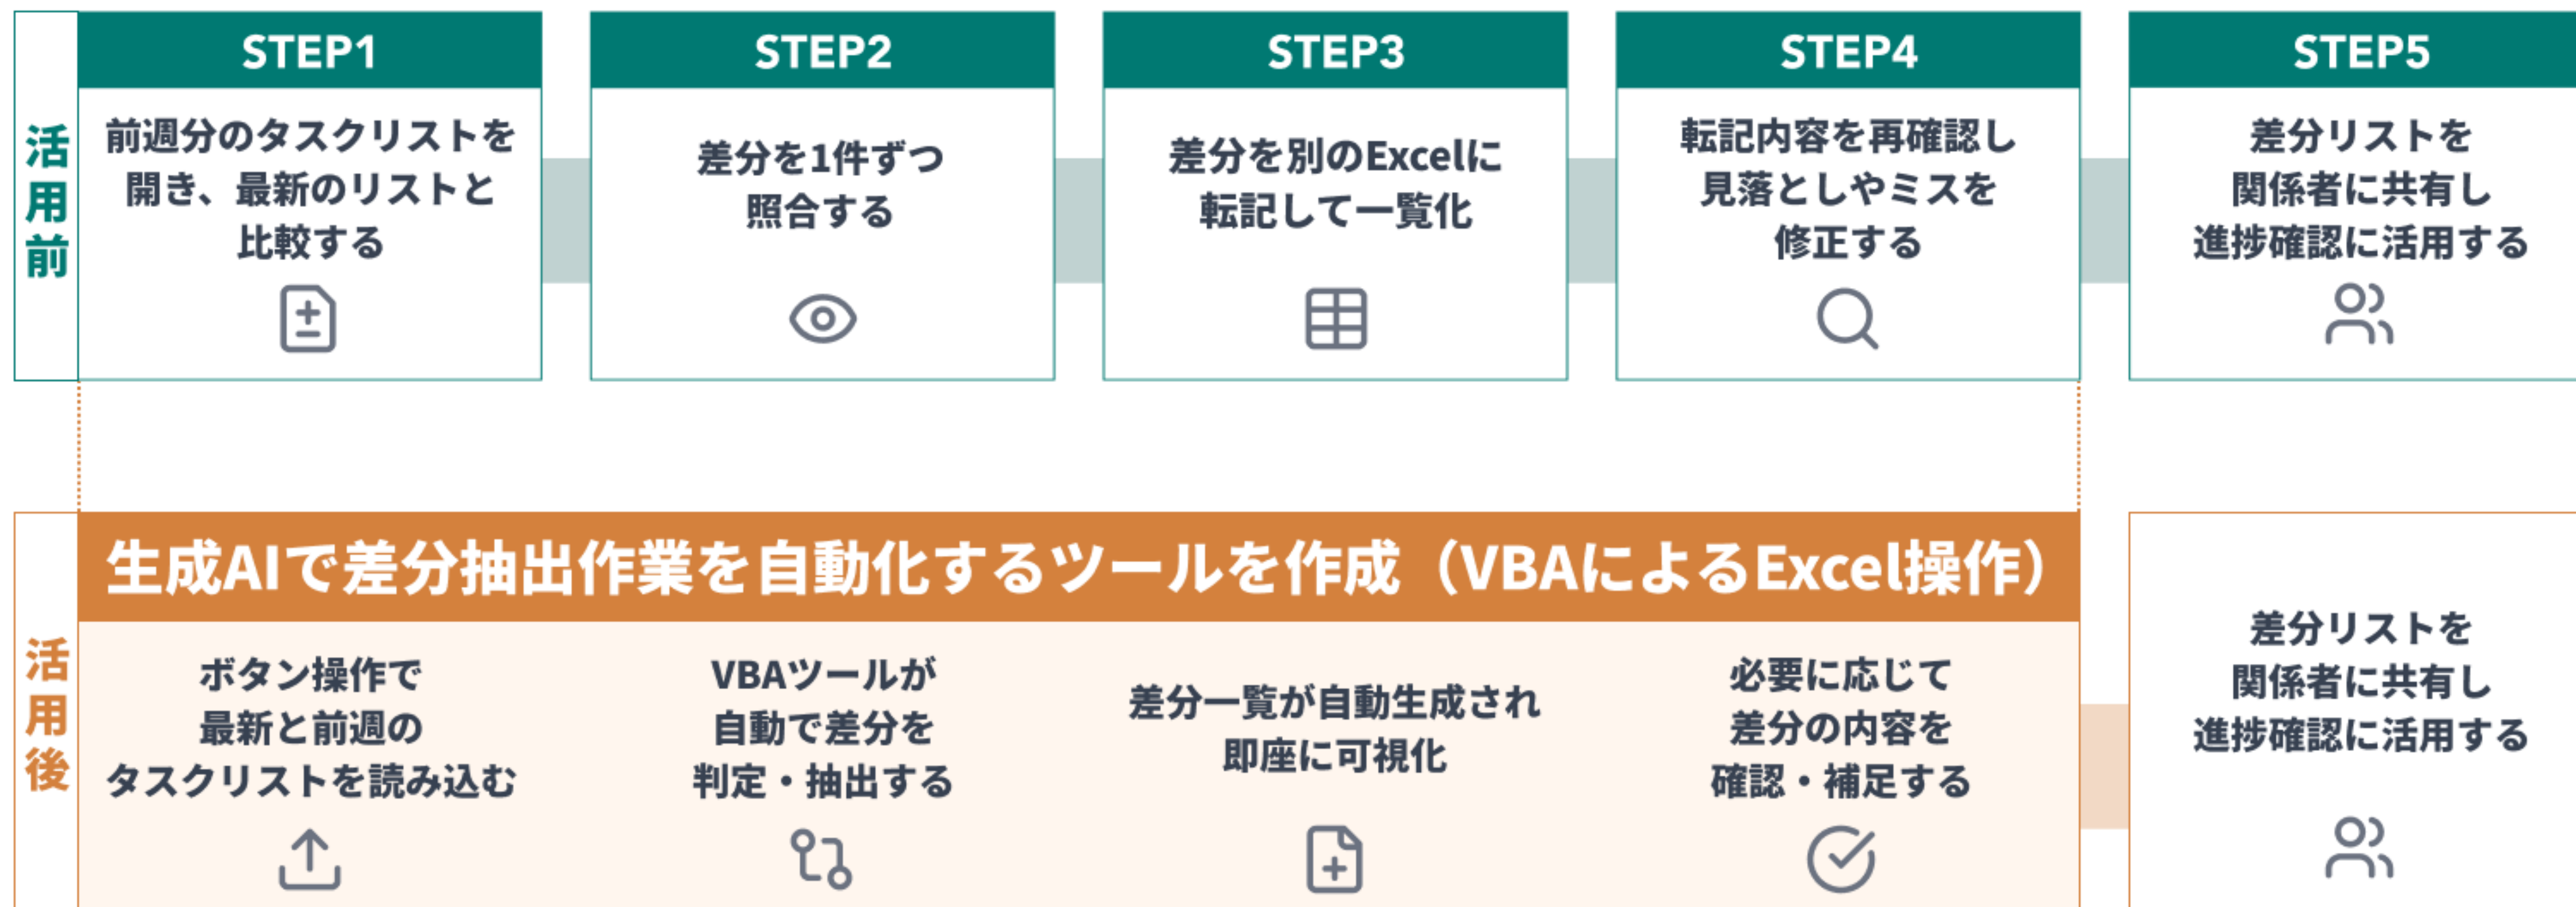 活用前
STEP1
前週分のタスクリストを
開き、最新のリストと
比較する
STEP2
差分を1件ずつ
照合する
STEP3
差分を別のExcelに
転記して一覧化
STEP4
転記内容を再確認し
見落としやミスを
修正する
STEP5
差分リストを
関係者に共有し
進捗確認に活用する
活用後
生成AIで差分抽出作業を自動化するツールを作成（VBAによるExcel操作）
ボタン操作で
最新と前週の
タスクリストを読み込む
VBAツールが
自動で差分を
判定・抽出する
差分一覧が自動生成され
即座に可視化
必要に応じて
差分の内容を
確認・補足する
差分リストを
関係者に共有し
進捗確認に活用する